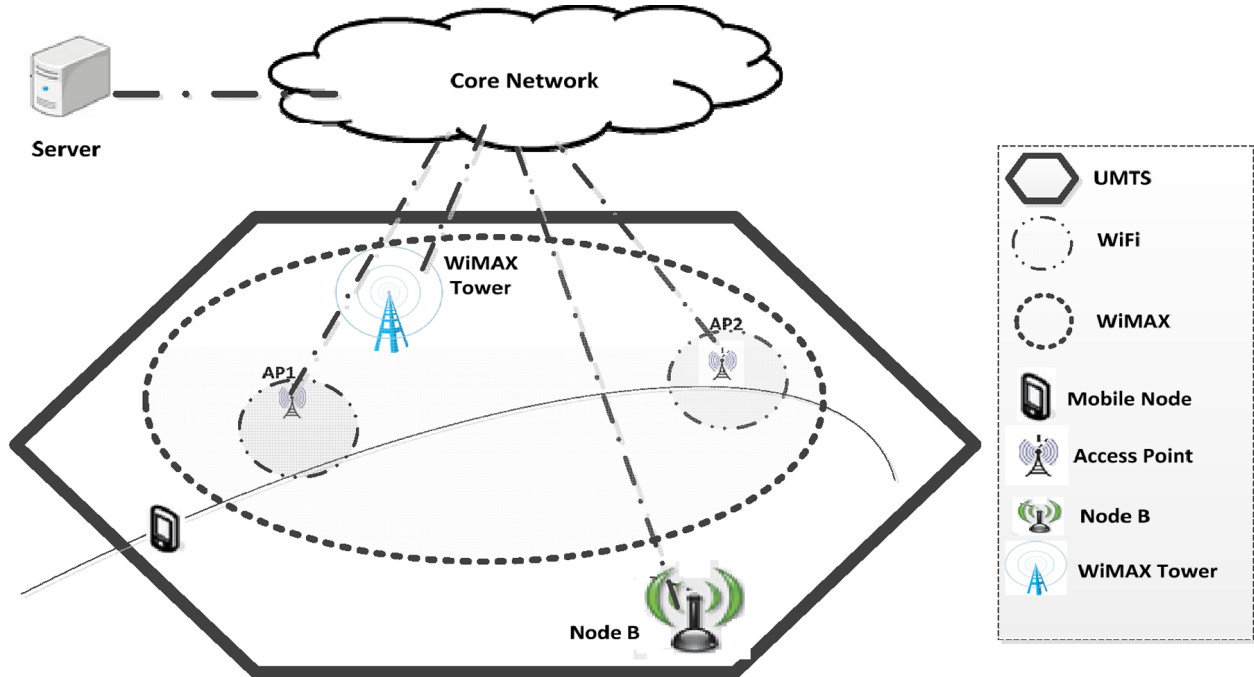 Core Network
Server
WiMAX
Tower
AP1
AP2
Node B
UMTS
WiFi
WiMAX
Mobile Node
Access Point
Node B
WiMAX Tower